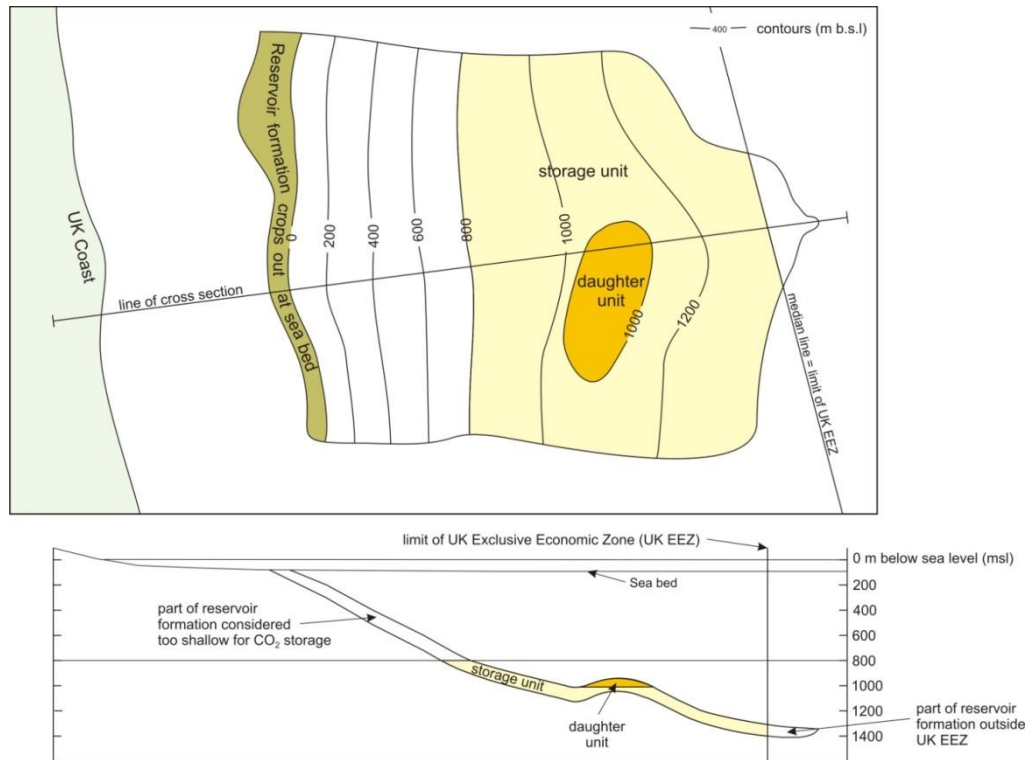 400 contours (m b.s.l)
Reservoir formation crops out at sea bed
UK Coast
line of cross section
0
200
400
600
800
1000
storage unit
daughter
unit
1000
1200
median line = limit of UK EEZ
limit of UK Exclusive Economic Zone (UK EEZ)
0 m below sea level (msl)
Sea bed
200
400
600
800
1000
1200
1400
part of reservoir
formation considered
too shallow for CO₂ storage
storage unit
daughter
unit
part of reservoir
formation outside
UK EEZ